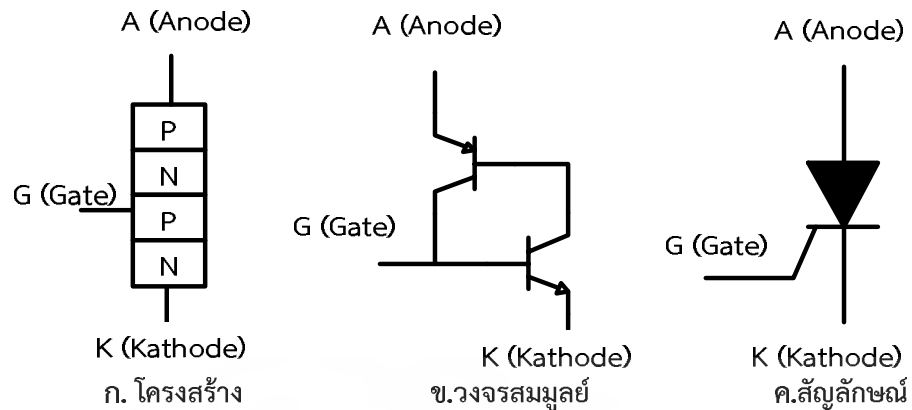 A (Anode)
P
N
G (Gate)
P
N
K (Kathode)
ก. โครงสร้าง
A (Anode)
G (Gate)
K (Kathode)
ข.วงจรสมมูลย์
A (Anode)
G (Gate)
K (Kathode)
ค.สัญลักษณ์